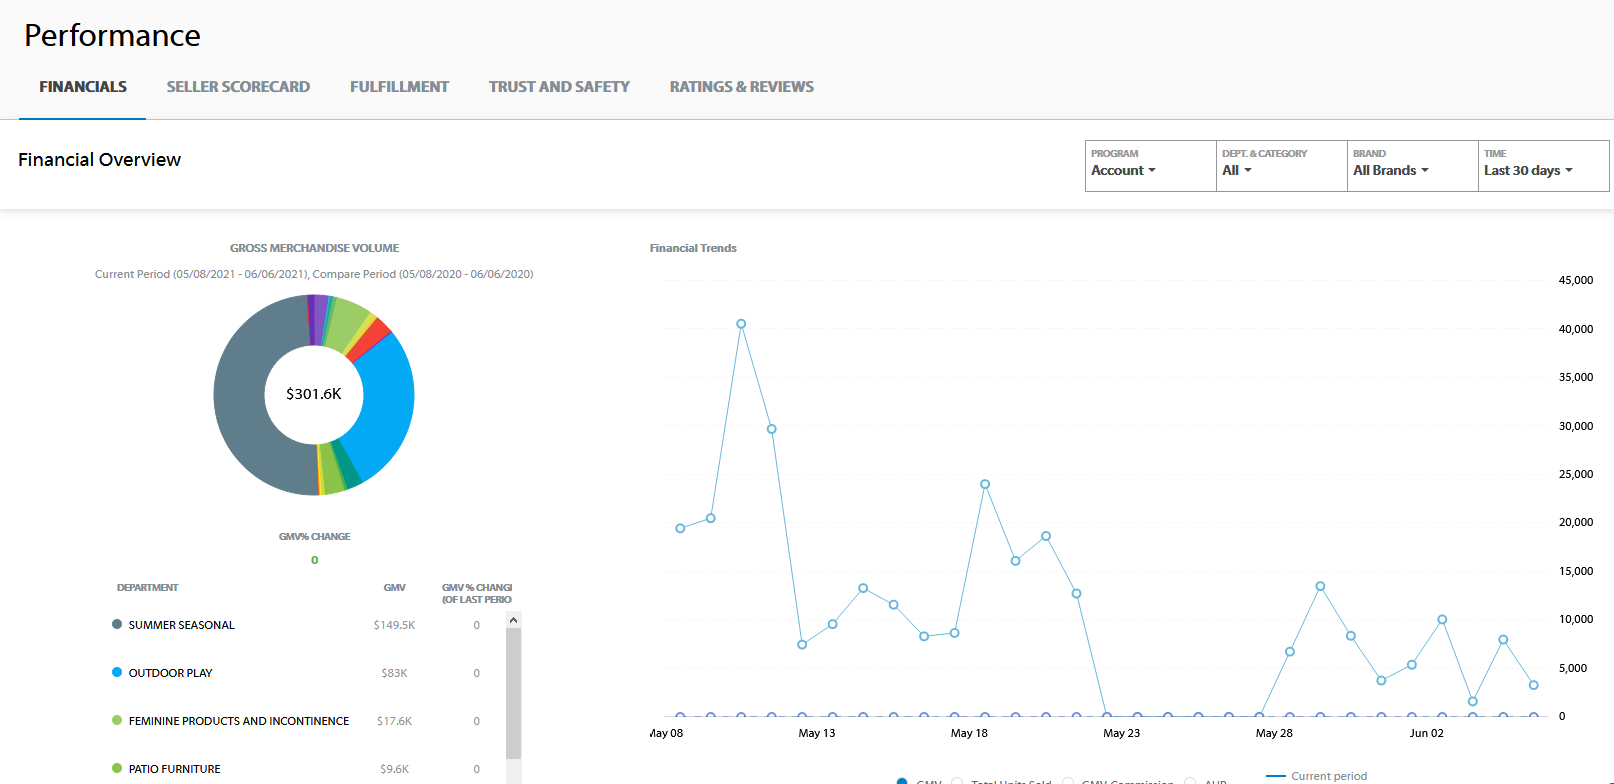 Performance
FINANCIALS SELLER SCORECARD FULFILLMENT TRUST AND SAFETY RATINGS & REVIEWS
Financial Overview
PROGRAM DEPT. & CATEGORY BRAND TIME
Account All All Brands Last 30 days
GROSS MERCHANDISE VOLUME
Current Period (05/08/2021 - 06/06/2021), Compare Period (05/08/2020 - 06/06/2020)
$301.6K
GMV% CHANGE
0
DEPARTMENT GMV GMV % CHANGE
(OF LAST PERIO
SUMMER SEASONAL $149.5K 0
OUTDOOR PLAY $83K 0
FEMININE PRODUCTS AND INCONTINENCE $17.6K 0
PATIO FURNITURE $9.6K 0
Financial Trends
45,000
40,000
35,000
30,000
25,000
20,000
15,000
10,000
5,000
0
May 08 May 13 May 18 May 23 May 28 Jun 02
GMV Total Units Sold GMV Commission AUR
Current period